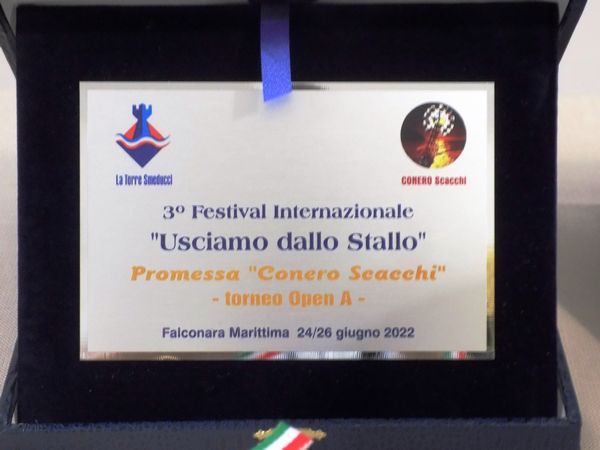 La Torre Smeducci
CONERO Scacchi
3º Festival Internazionale
"Usciamo dallo Stallo"
Promessa "Conero Scacchi"
- torneo Open A -
Falconara Marittima 24/26 giugno 2022